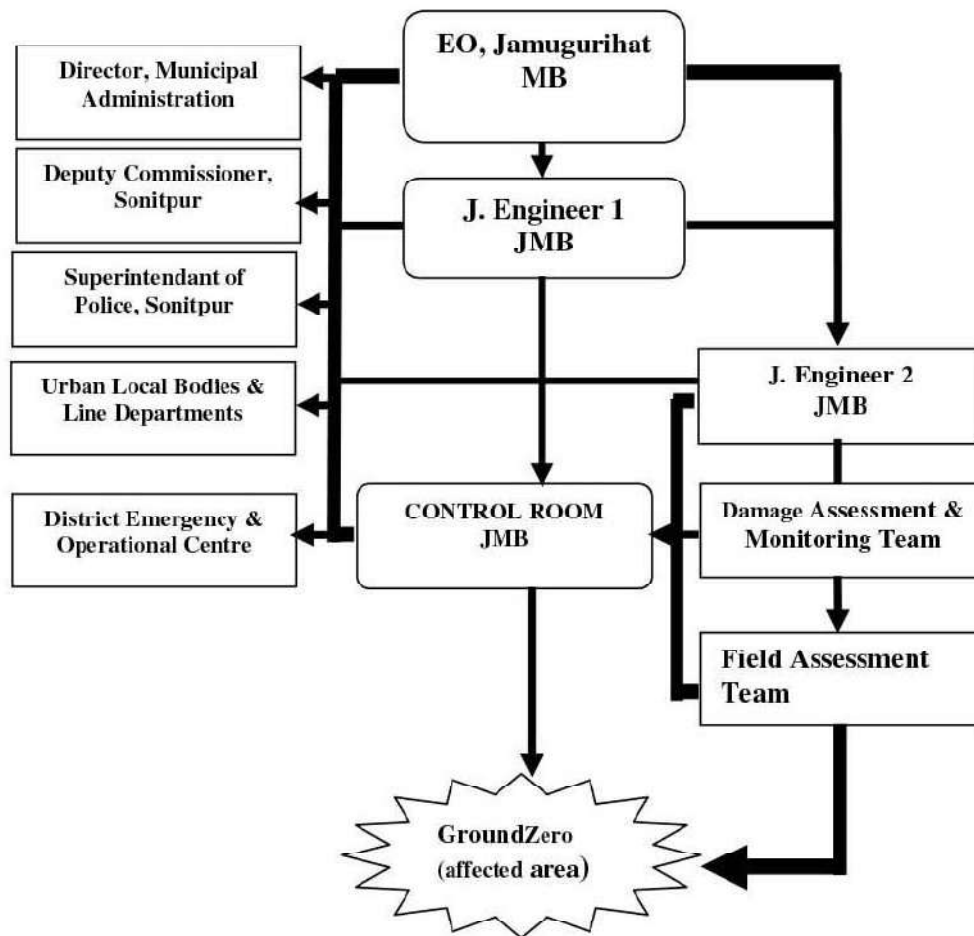 EO, Jamugurihat
MB
Director, Municipal
Administration
Deputy Commissioner,
Sonitpur
J. Engineer 1
JMB
Superintendant of
Police, Sonitpur
Urban Local Bodies &
Line Departments
J. Engineer 2
JMB
District Emergency &
Operational Centre
CONTROL ROOM
JMB
Damage Assessment &
Monitoring Team
Field Assessment
Team
GroundZero
(affected area)